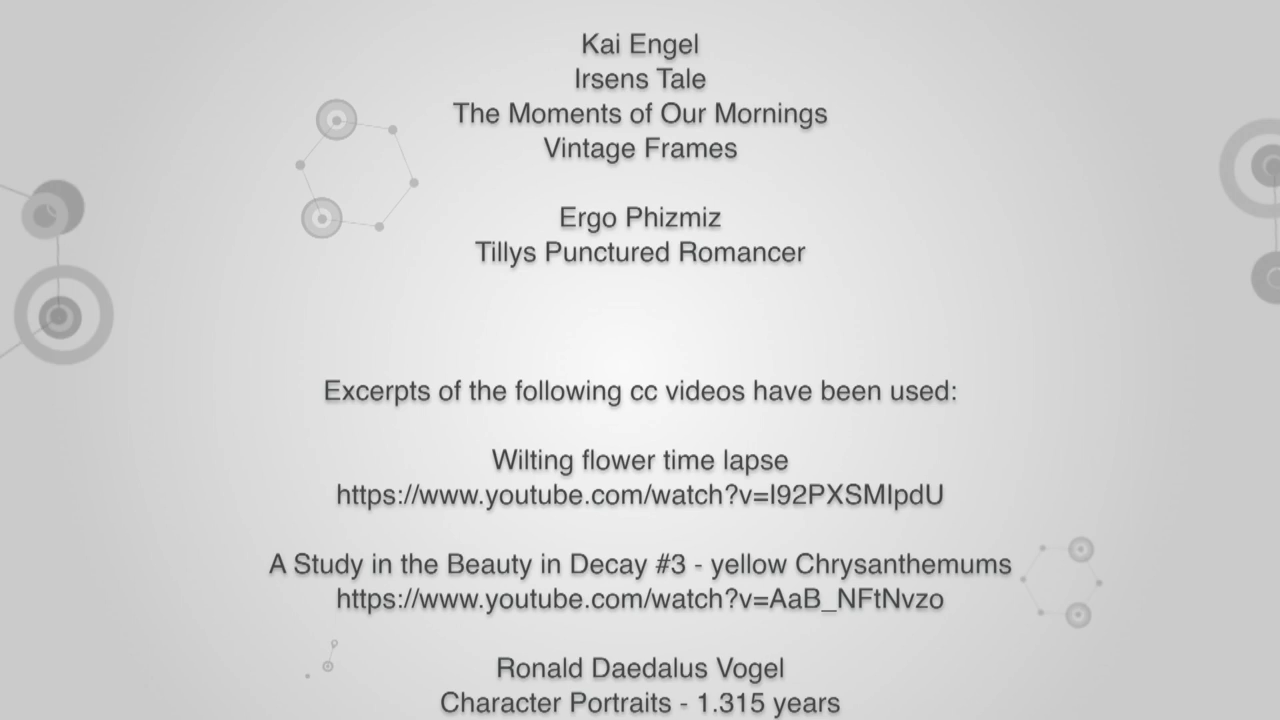 Kai Engel
Irsens Tale
The Moments of Our Mornings
Vintage Frames
Ergo Phizmiz
Tillys Punctured Romancer
Excerpts of the following cc videos have been used:
Wilting flower time lapse
https://www.youtube.com/watch?v=I92PXSMIpdU
A Study in the Beauty in Decay #3 - yellow Chrysanthemums
https://www.youtube.com/watch?v=AaB_NFtNvzo
Ronald Daedalus Vogel
Character Portraits - 1.315 years